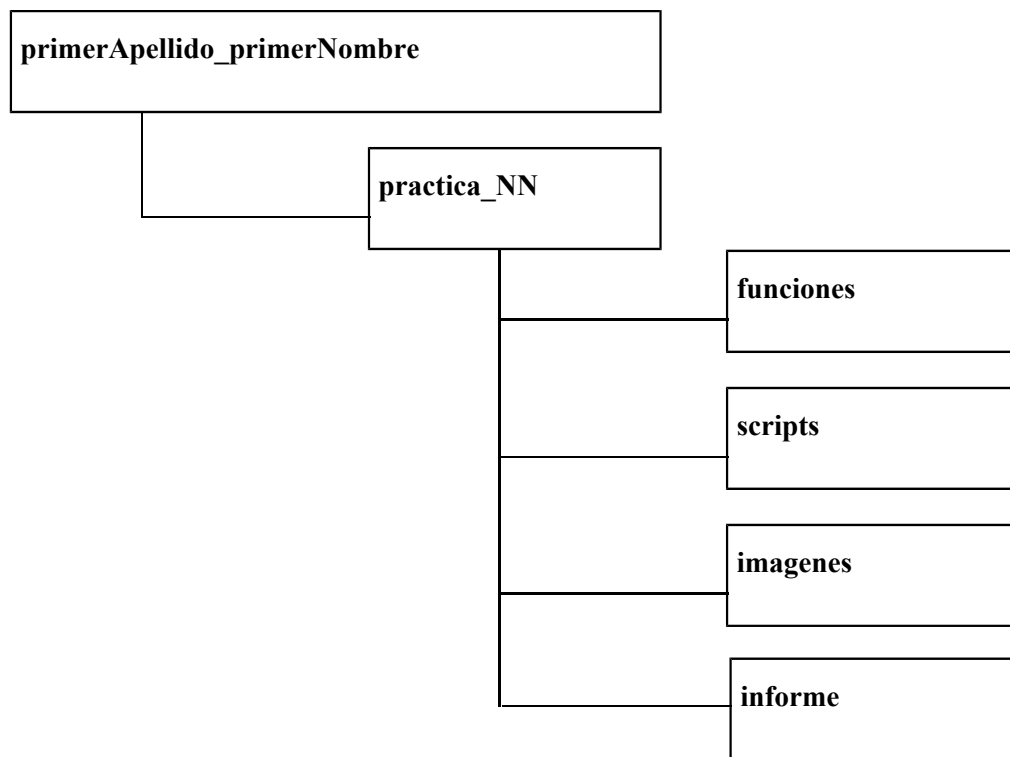 primerApellido_primerNombre
practica_NN
funciones
scripts
imagenes
informe